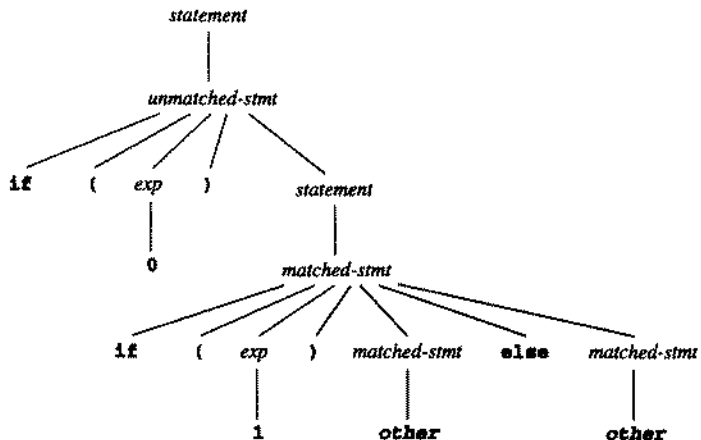 statement
unmatched-stmt
if ( exp ) statement
0
matched-stmt
if ( exp ) matched-stmt else matched-stmt
1 other other